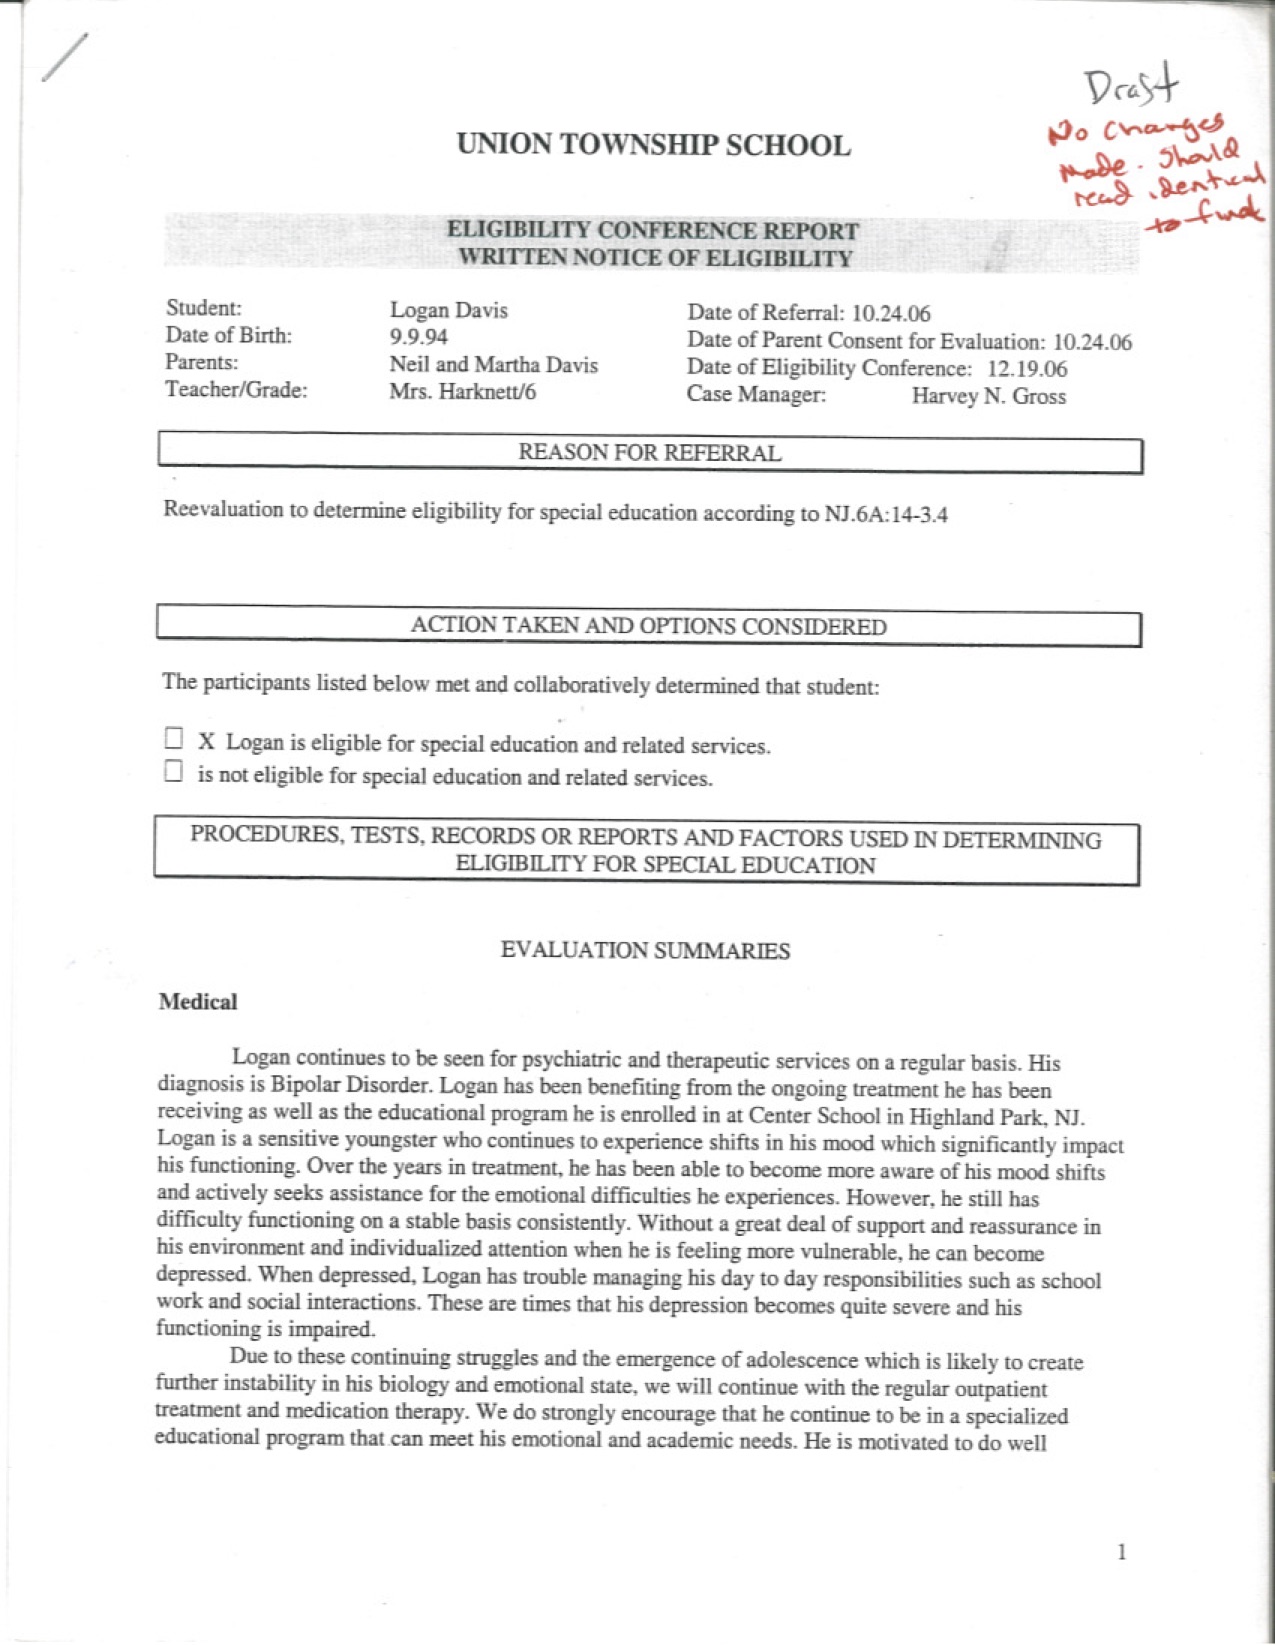 Draft
No changes
made. Should
read identical
to final
UNION TOWNSHIP SCHOOL
ELIGIBILITY CONFERENCE REPORT
WRITTEN NOTICE OF ELIGIBILITY
Student: Logan Davis Date of Referral: 10.24.06
Date of Birth: 9.9.94 Date of Parent Consent for Evaluation: 10.24.06
Parents: Neil and Martha Davis Date of Eligibility Conference: 12.19.06
Teacher/Grade: Mrs. Harknett/6 Case Manager: Harvey N. Gross
REASON FOR REFERRAL
Reevaluation to determine eligibility for special education according to NJ.6A:14-3.4
ACTION TAKEN AND OPTIONS CONSIDERED
The participants listed below met and collaboratively determined that student:
☐ X Logan is eligible for special education and related services.
☐ is not eligible for special education and related services.
PROCEDURES, TESTS, RECORDS OR REPORTS AND FACTORS USED IN DETERMINING
ELIGIBILITY FOR SPECIAL EDUCATION
EVALUATION SUMMARIES
Medical
Logan continues to be seen for psychiatric and therapeutic services on a regular basis. His
diagnosis is Bipolar Disorder. Logan has been benefiting from the ongoing treatment he has been
receiving as well as the educational program he is enrolled in at Center School in Highland Park, NJ.
Logan is a sensitive youngster who continues to experience shifts in his mood which significantly impact
his functioning. Over the years in treatment, he has been able to become more aware of his mood shifts
and actively seeks assistance for the emotional difficulties he experiences. However, he still has
difficulty functioning on a stable basis consistently. Without a great deal of support and reassurance in
his environment and individualized attention when he is feeling more vulnerable, he can become
depressed. When depressed, Logan has trouble managing his day to day responsibilities such as school
work and social interactions. These are times that his depression becomes quite severe and his
functioning is impaired.
Due to these continuing struggles and the emergence of adolescence which is likely to create
further instability in his biology and emotional state, we will continue with the regular outpatient
treatment and medication therapy. We do strongly encourage that he continue to be in a specialized
educational program that can meet his emotional and academic needs. He is motivated to do well
1